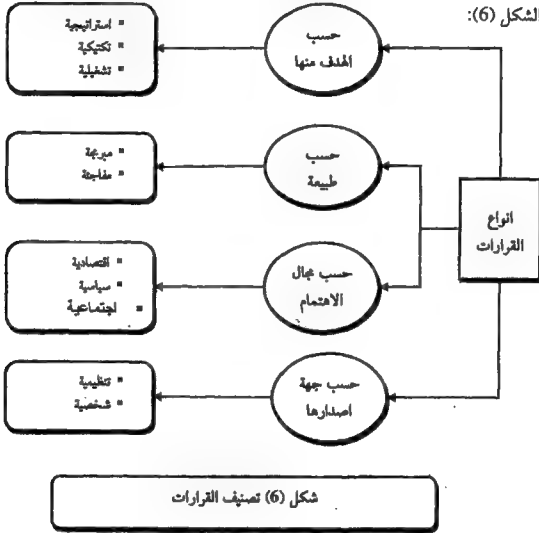 الشكل (6):
انواع
القرارات
حسب
الهدف منها
استراتيجية
تكتيكية
تشغيلية
حسب
طبيعة
مبرمجة
مفاجئة
حسب مجال
الاهتمام
اقتصادية
سياسية
اجتماعية
حسب جهة
اصدارها
تنظيمية
شخصية
شكل (6) تصنيف القرارات